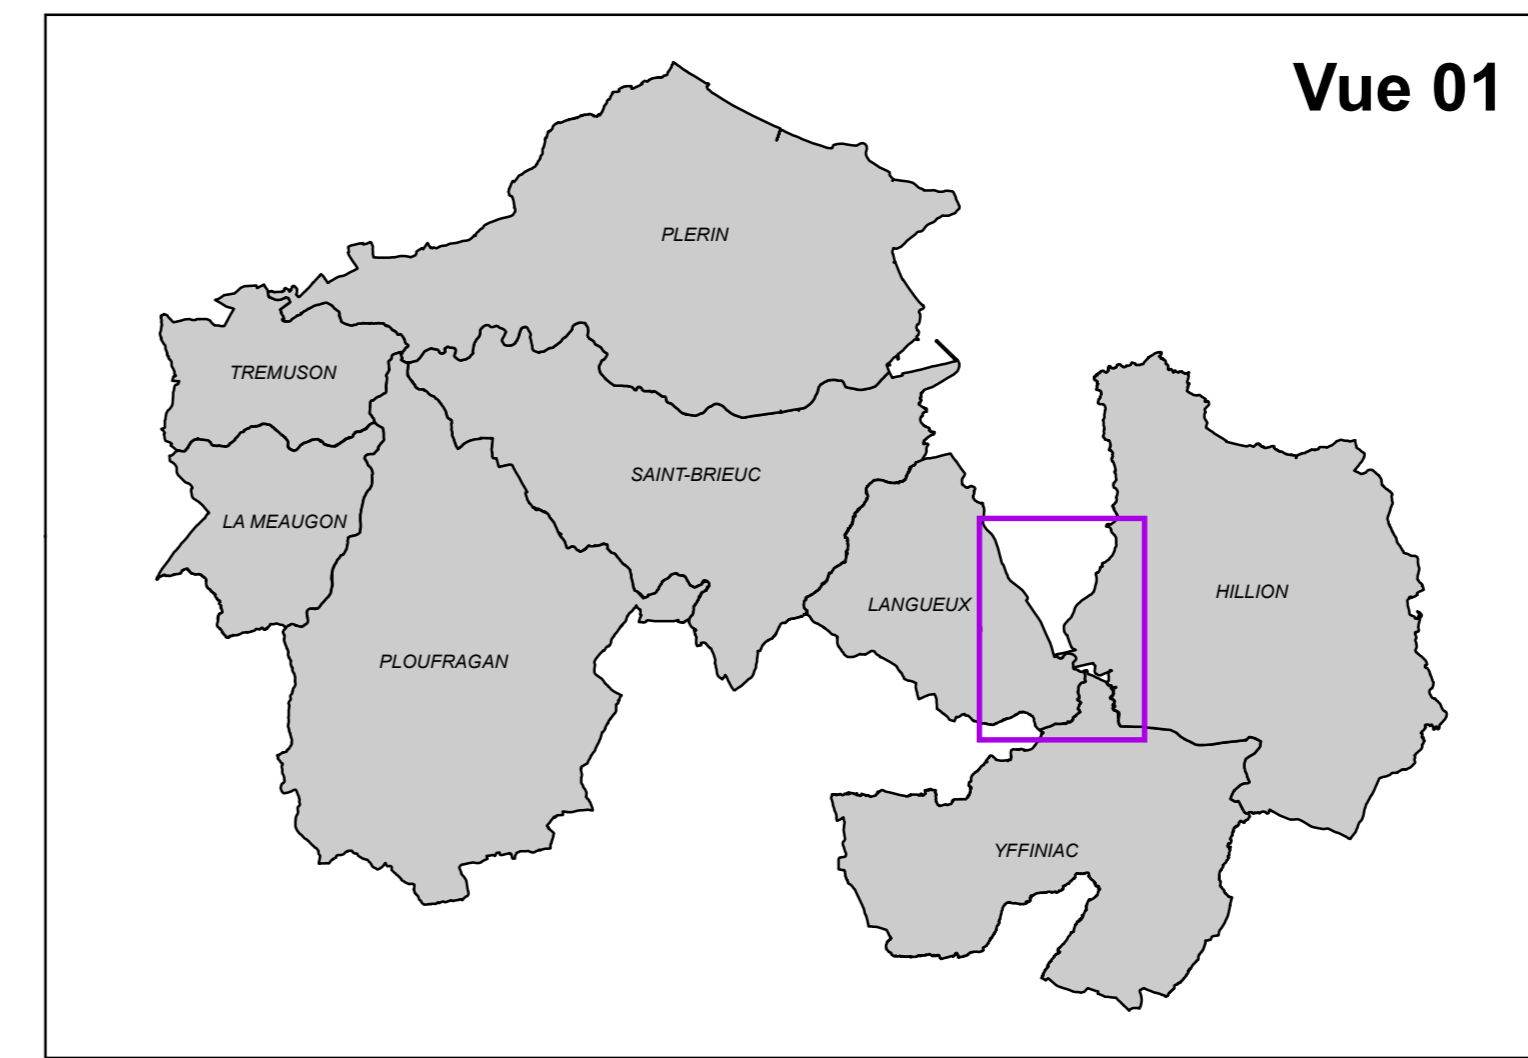 Vue 01
PLERIN
TREMUSON
SAINT-BRIEUC
LA MEAUGON
HILLION
LANGUEUX
PLOUFRAGAN
YFFINIAC